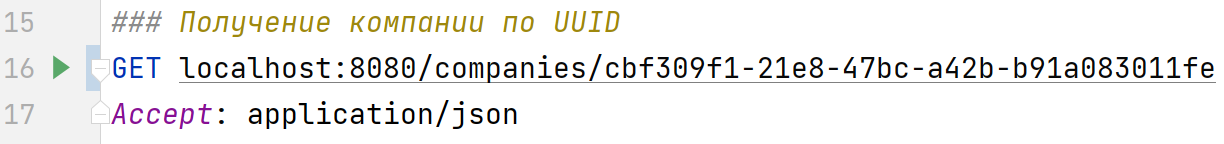 15 ### Получение компании по UUID
16 GET localhost:8080/companies/cbf309f1-21e8-47bc-a42b-b91a083011fe
17 Accept: application/json